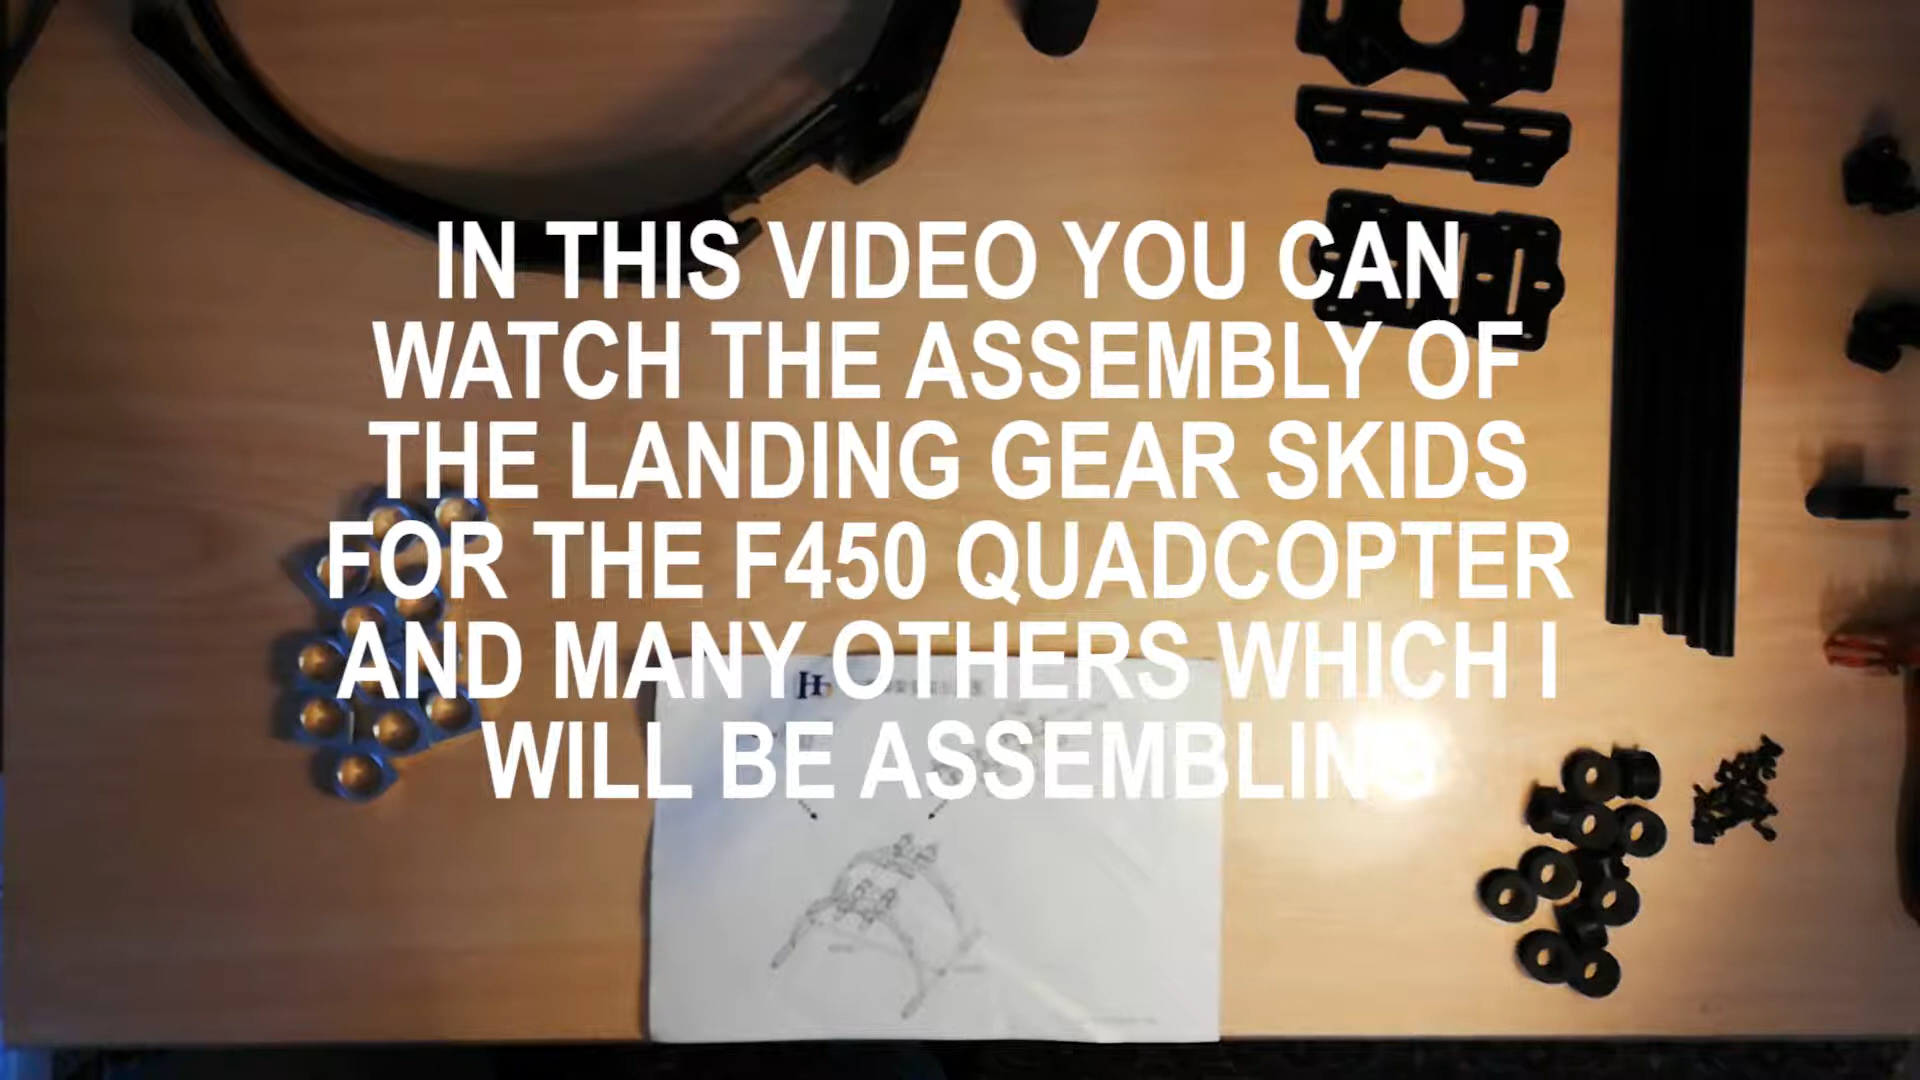 IN THIS VIDEO YOU CAN
WATCH THE ASSEMBLY OF
THE LANDING GEAR SKIDS
FOR THE F450 QUADCOPTER
AND MANY OTHERS WHICH I
WILL BE ASSEMBLING